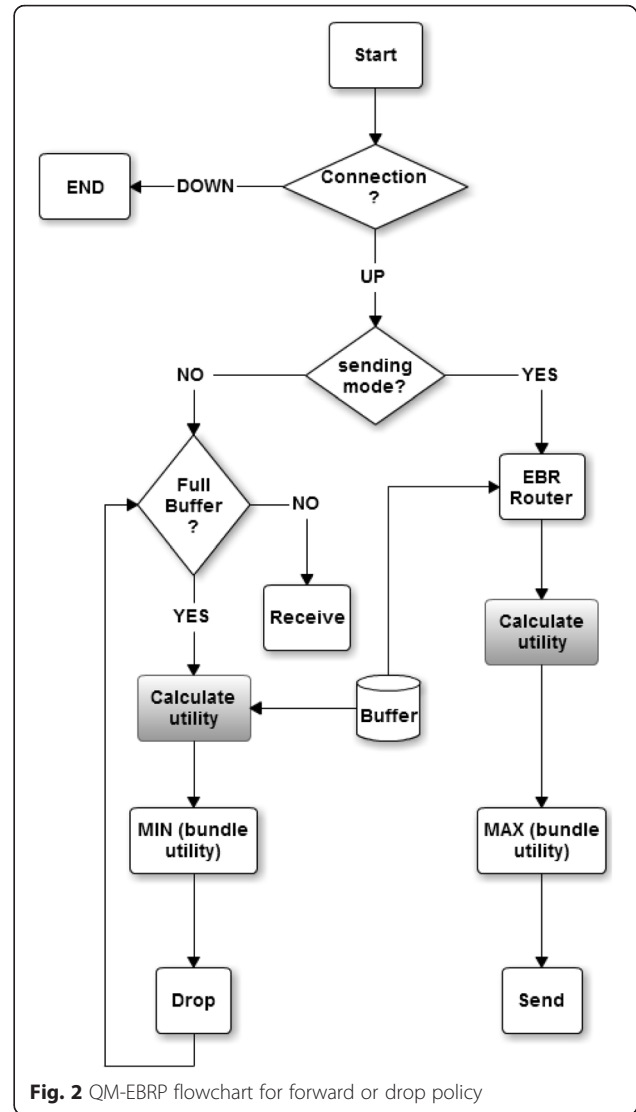 Start
Connection
?
DOWN
END
UP
sending
mode?
NO
YES
Full
Buffer
?
NO
EBR
Router
YES
Receive
Calculate
utility
Calculate
utility
Buffer
MIN (bundle
utility)
MAX (bundle
utility)
Drop
Send
Fig. 2 QM-EBRP flowchart for forward or drop policy